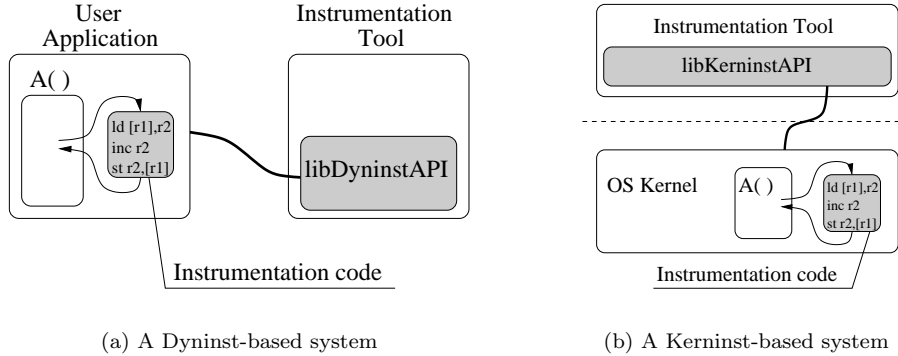 User
Application
Instrumentation
Tool
A( )
ld [r1],r2
inc r2
st r2,[r1]
libDyninstAPI
Instrumentation code
(a) A Dyninst-based system
Instrumentation Tool
libKerninstAPI
OS Kernel
A( )
ld [r1],r2
inc r2
st r2,[r1]
Instrumentation code
(b) A Kerninst-based system